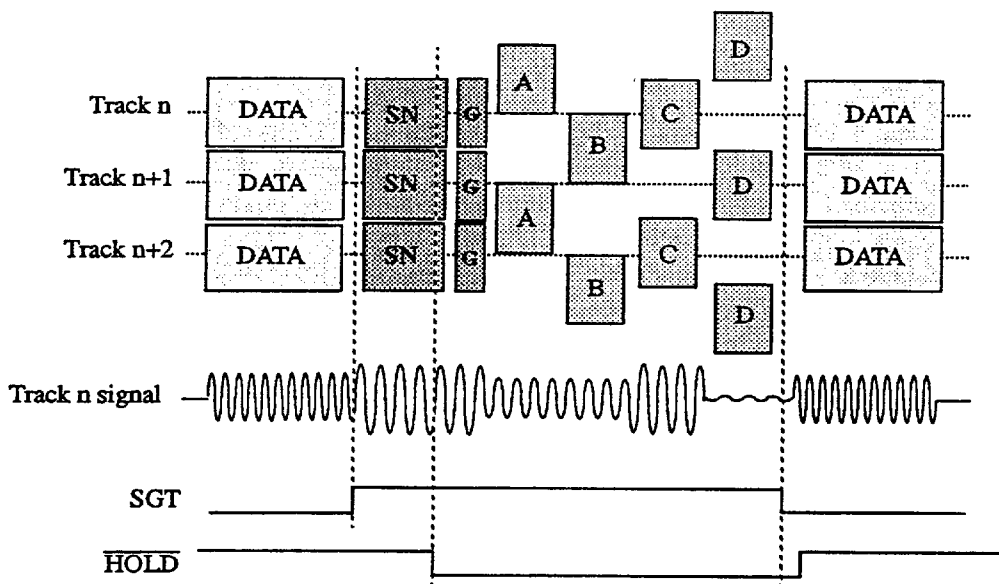 D
A
Track n DATA SN G C DATA
B
Track n+1 DATA SN G D DATA
A
Track n+2 DATA SN G C DATA
B
D
Track n signal
SGT
HOLD